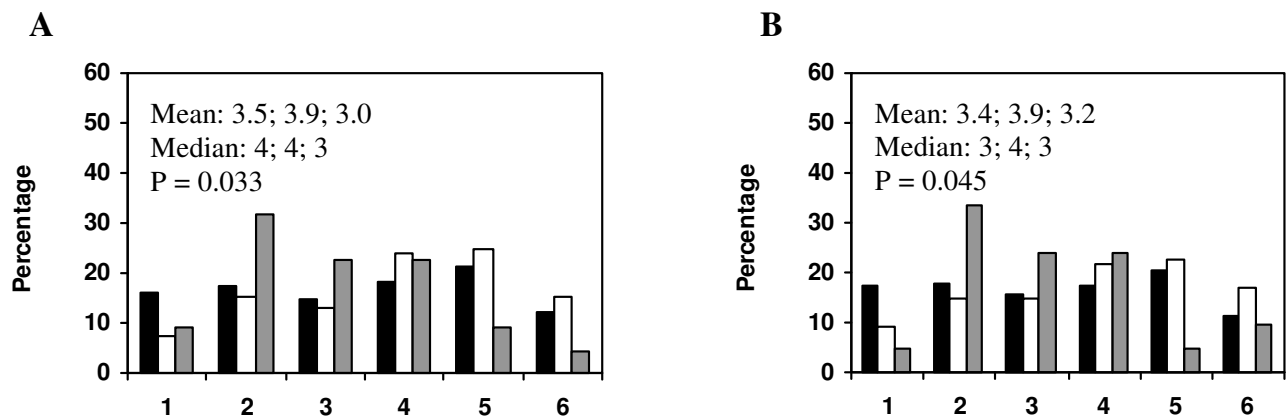 A
Percentage
60
50
40
30
20
10
0
Mean: 3.5; 3.9; 3.0
Median: 4; 4; 3
P = 0.033
1 2 3 4 5 6
B
Percentage
60
50
40
30
20
10
0
Mean: 3.4; 3.9; 3.2
Median: 3; 4; 3
P = 0.045
1 2 3 4 5 6